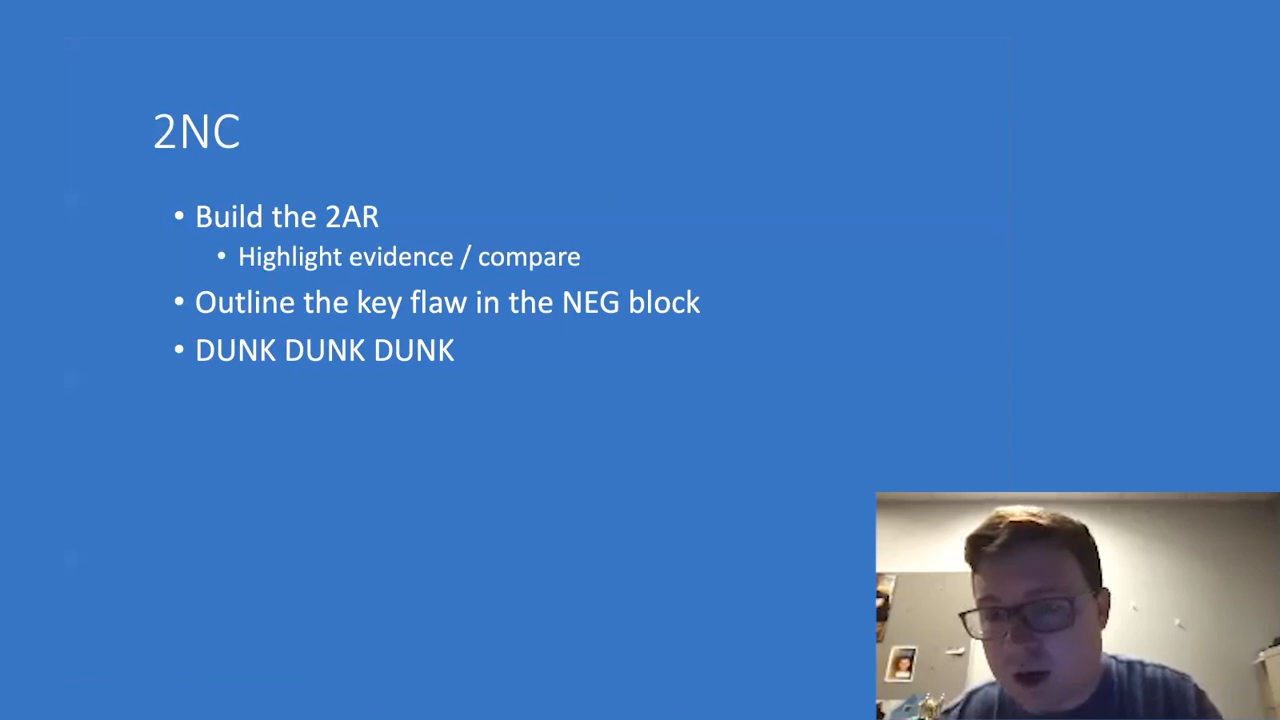 2NC
• Build the 2AR
• Highlight evidence / compare
• Outline the key flaw in the NEG block
• DUNK DUNK DUNK